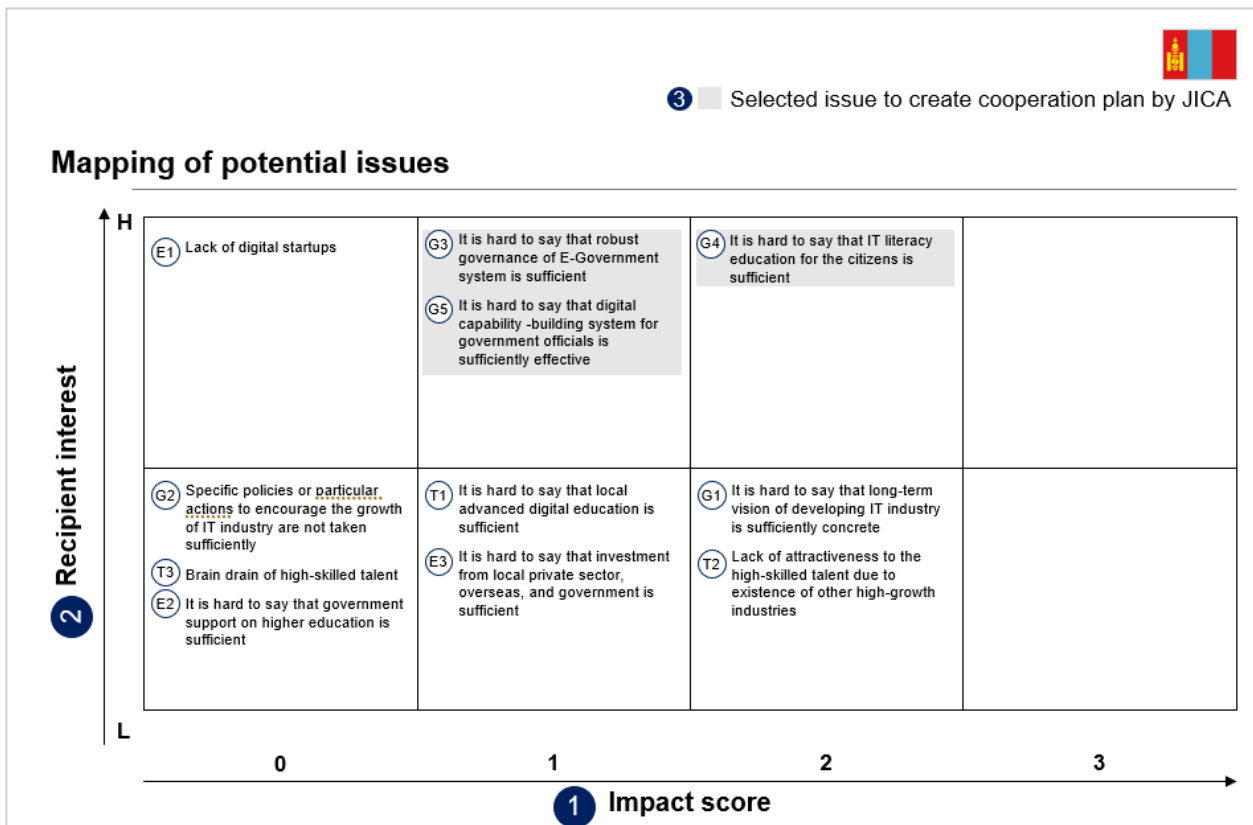 3 Selected issue to create cooperation plan by JICA
Mapping of potential issues
H
E1 Lack of digital startups
G3 It is hard to say that robust
governance of E-Government
system is sufficient
G5 It is hard to say that digital
capability -building system for
government officials is
sufficiently effective
G4 It is hard to say that IT literacy
education for the citizens is
sufficient
2 Recipient interest
G2 Specific policies or particular
actions to encourage the growth
of IT industry are not taken
sufficiently
T3 Brain drain of high-skilled talent
E2 It is hard to say that government
support on higher education is
sufficient
T1 It is hard to say that local
advanced digital education is
sufficient
E3 It is hard to say that investment
from local private sector,
overseas, and government is
sufficient
G1 It is hard to say that long-term
vision of developing IT industry
is sufficiently concrete
T2 Lack of attractiveness to the
high-skilled talent due to
existence of other high-growth
industries
L
0 1 2 3
1 Impact score